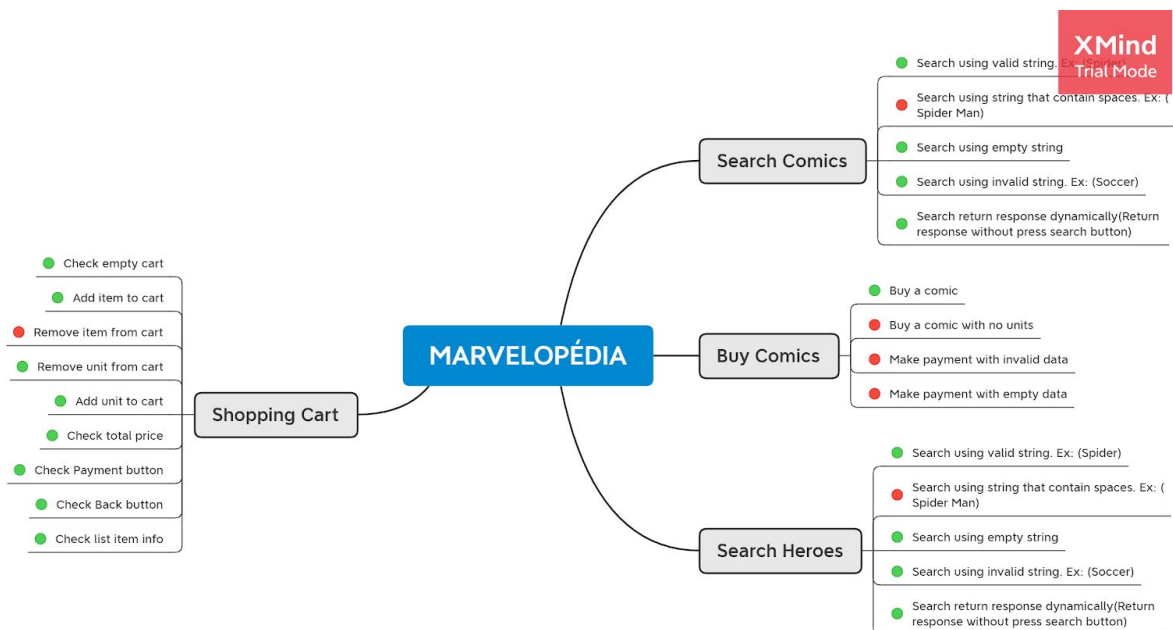 XMind
Trial Mode
Search using valid string. Ex: (Spider)
Search using string that contain spaces. Ex: (
Spider Man)
Search Comics
Search using empty string
Search using invalid string. Ex: (Soccer)
Search return response dynamically(Return
response without press search button)
Check empty cart
Add item to cart
Remove item from cart
Remove unit from cart
Add unit to cart
Check total price
Check Payment button
Check Back button
Check list item info
Shopping Cart
MARVELOPÉDIA
Buy Comics
Buy a comic
Buy a comic with no units
Make payment with invalid data
Make payment with empty data
Search Heroes
Search using valid string. Ex: (Spider)
Search using string that contain spaces. Ex: (
Spider Man)
Search using empty string
Search using invalid string. Ex: (Soccer)
Search return response dynamically(Return
response without press search button)